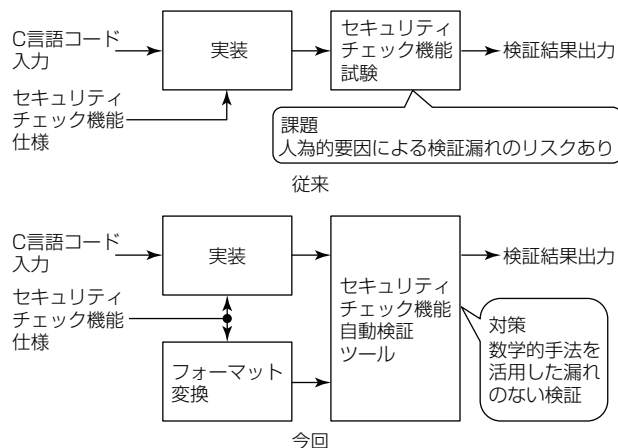 C言語コード
入力
実装
セキュリティ
チェック機能
試験
検証結果出力
セキュリティ
チェック機能
仕様
課題
人為的要因による検証漏れのリスクあり
従来
C言語コード
入力
実装
セキュリティ
チェック機能
自動検証
ツール
検証結果出力
セキュリティ
チェック機能
仕様
フォーマット
変換
対策
数学的手法を
活用した漏れ
のない検証
今回